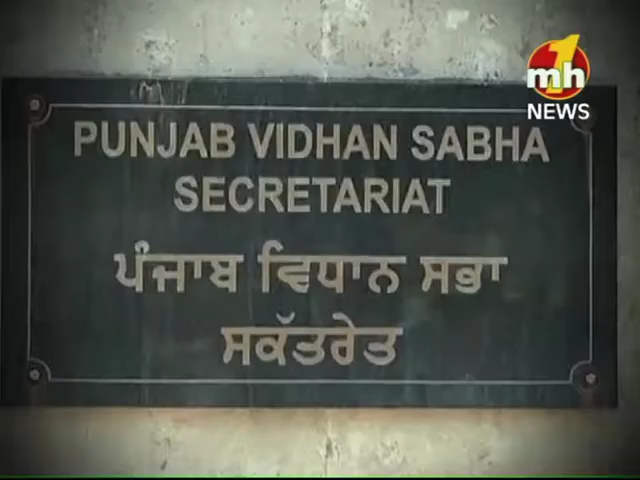 mh 1
NEWS
PUNJAB VIDHAN SABHA
SECRETARIAT
ਪੰਜਾਬ ਵਿਧਾਨ ਸਭਾ
ਸਕੱਤਰੇਤ